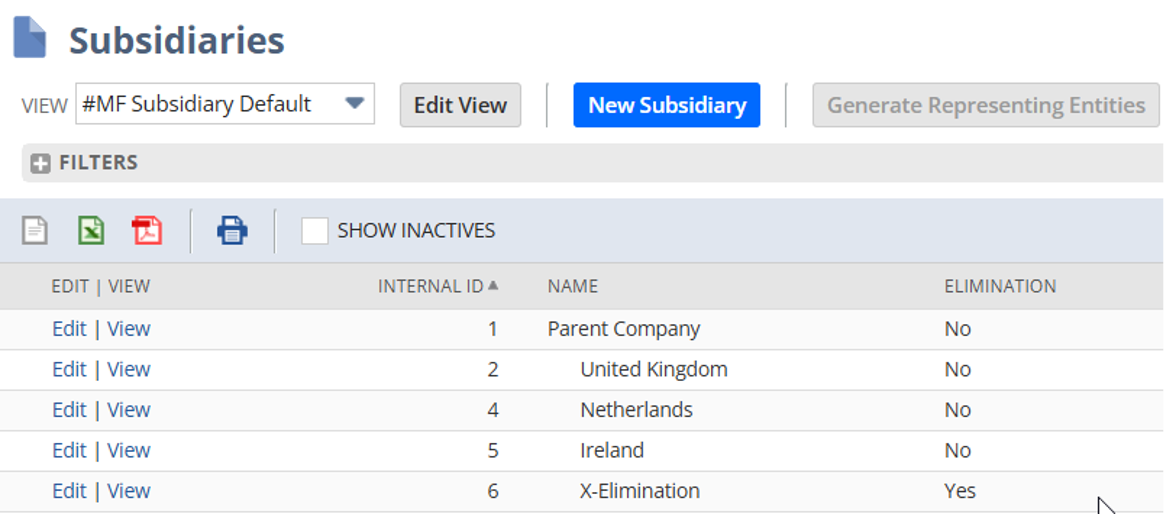 Subsidiaries
VIEW #MF Subsidiary Default Edit View New Subsidiary Generate Representing Entities
FILTERS
SHOW INACTIVES
EDIT | VIEW INTERNAL ID NAME ELIMINATION
Edit | View 1 Parent Company No
Edit | View 2 United Kingdom No
Edit | View 4 Netherlands No
Edit | View 5 Ireland No
Edit | View 6 X-Elimination Yes